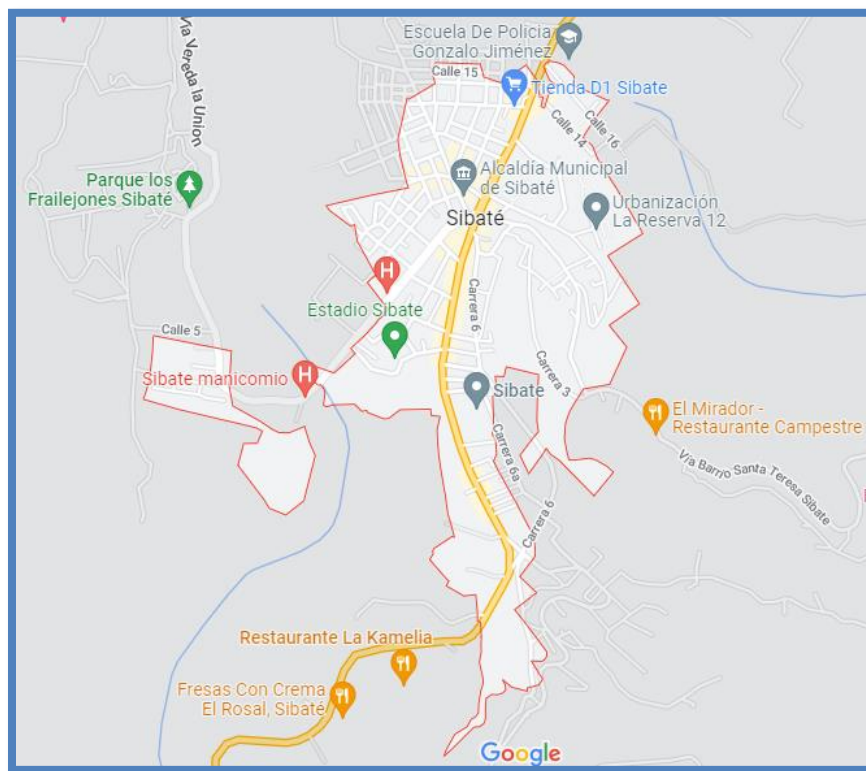 Escuela De Policia
Gonzalo Jiménez
Vía Vereda la Union
Calle 15
Tienda D1 Sibate
Calle 16
Calle 14
Parque los
Frailejones Sibaté
Alcaldía Municipal
de Sibaté
Urbanización
La Reserva 12
Sibaté
H
Estadio Sibate
Carrera 6
Calle 5
Sibate manicomio
H
Sibate
Carrera 3
El Mirador -
Restaurante Campestre
Carrera 6a
Vía Barrio Santa Teresa Sibate
Carrera 6
Restaurante La Kamelia
Fresas Con Crema
El Rosal, Sibaté
Google